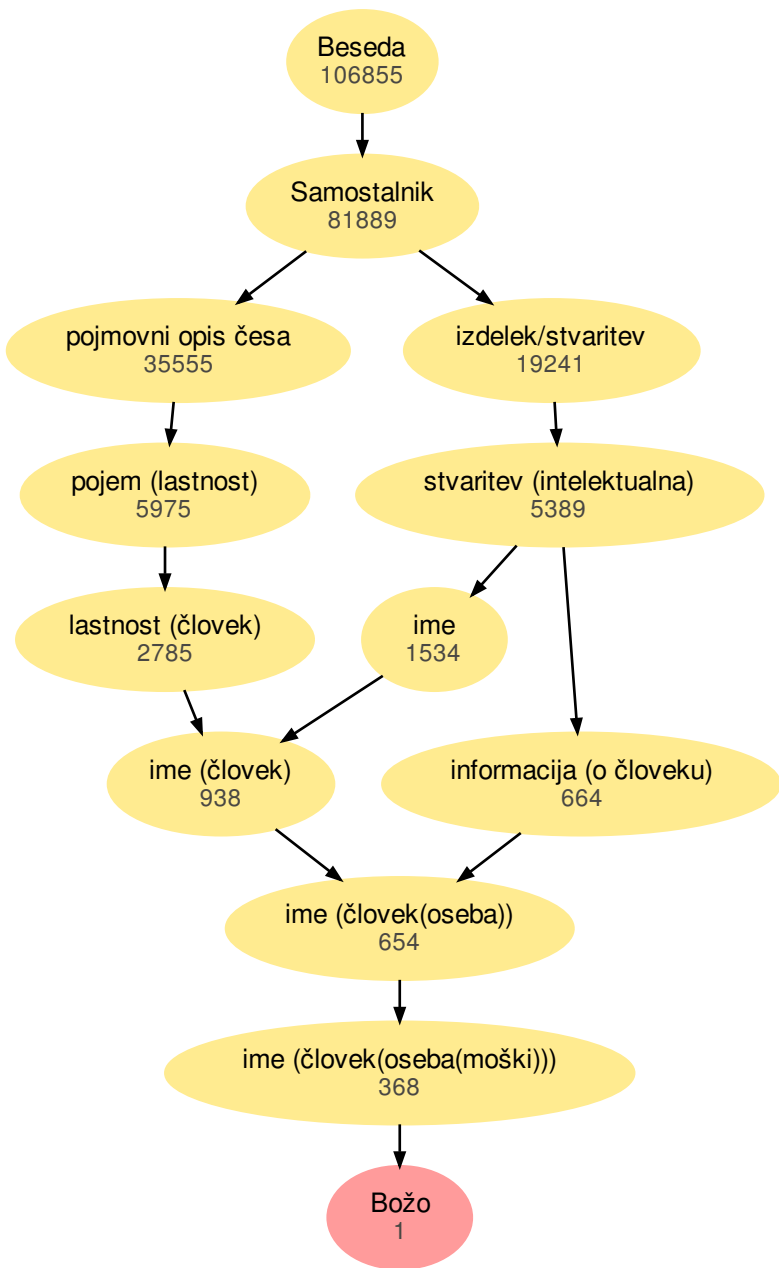 Beseda
106855
Samostalnik
81889
pojmovni opis česa
35555
izdelek/stvaritev
19241
pojem (lastnost)
5975
stvaritev (intelektualna)
5389
lastnost (človek)
2785
ime
1534
ime (človek)
938
informacija (o človeku)
664
ime (človek(oseba))
654
ime (človek(oseba(moški)))
368
Božo
1